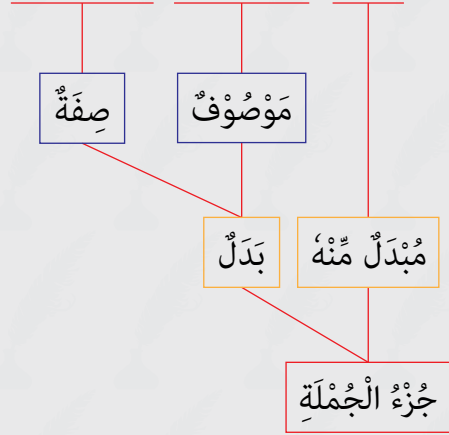 مَوْصُوْفٌ صِفَةٌ
مُبْدَلٌ مِّنْهُ بَدَلٌ
جُزْءُ الْجُمْلَةِ